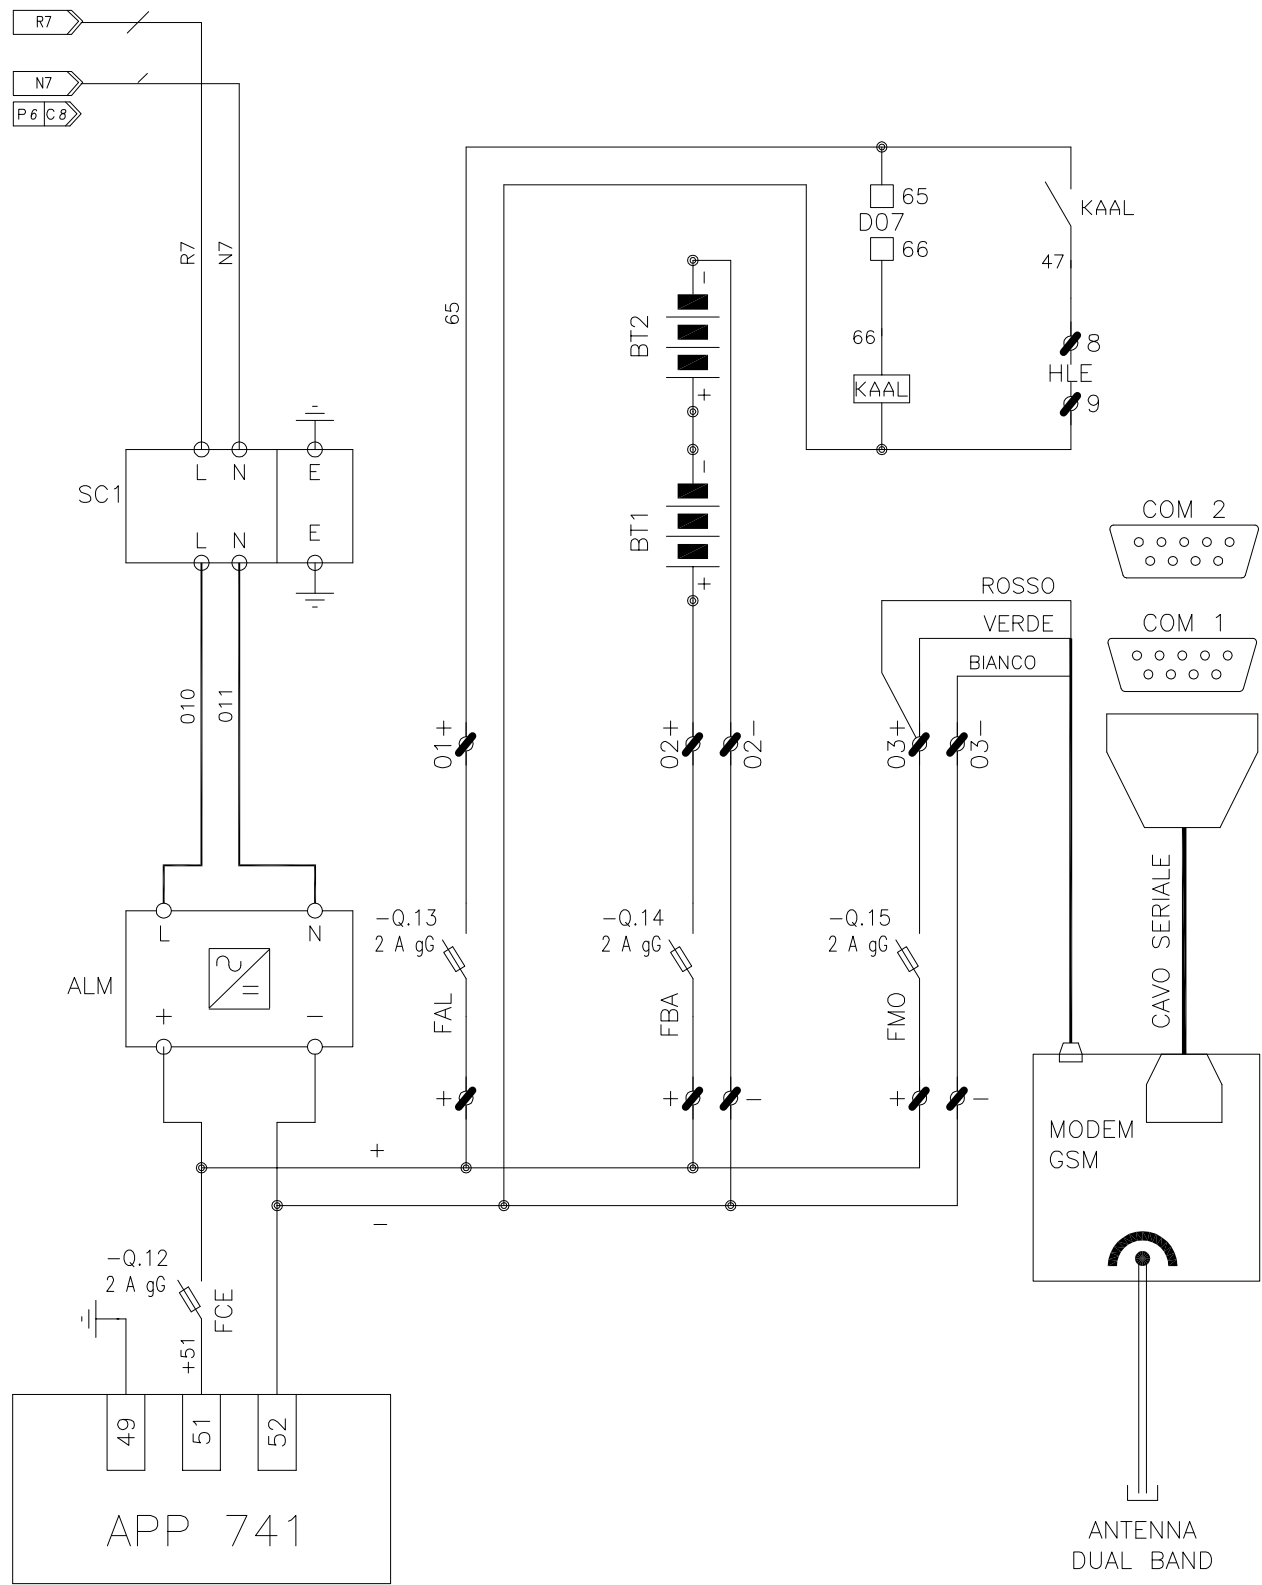 R7
N7
P6 C8
R7
N7
65
65
D07
66
KAAL
47
66
KAAL
8
HLE
9
BT2
-
+
BT1
-
+
SC1
L N E
L N E
COM 2
COM 1
ROSSO
VERDE
BIANCO
010
011
01+
02+
02-
03+
03-
CAVO SERIALE
ALM
L N
+ -
-Q.13
2 A gG
FAL
-Q.14
2 A gG
FBA
-Q.15
2 A gG
FMO
+
+
-
+
-
+
-
MODEM
GSM
-Q.12
2 A gG
FCE
+51
49
51
52
APP 741
ANTENNA
DUAL BAND